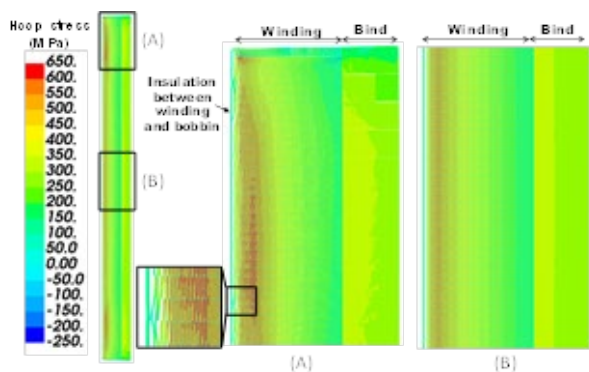 Hoop stress
(M Pa)
650.
600.
550.
500.
450.
400.
350.
300.
250.
200.
150.
100.
50.0
0.00
-50.0
-100.
-150.
-200.
-250.
(A)
(B)
Insulation
between
winding
and bobbin
Winding Bind
(A)
Winding Bind
(B)